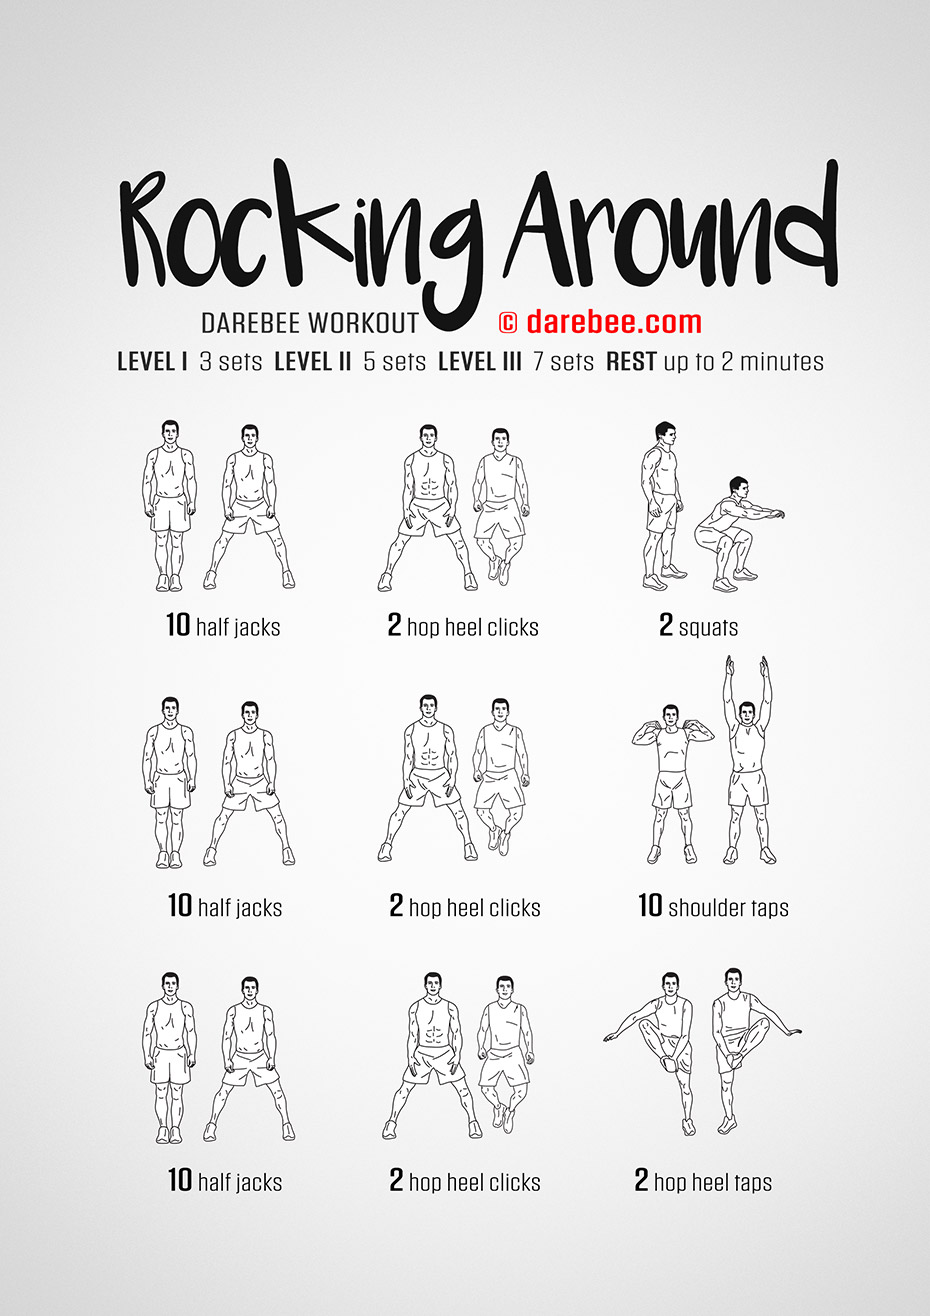 Rocking Around
DAREBEE WORKOUT © darebee.com
LEVEL I 3 sets LEVEL II 5 sets LEVEL III 7 sets REST up to 2 minutes
10 half jacks
2 hop heel clicks
2 squats
10 half jacks
2 hop heel clicks
10 shoulder taps
10 half jacks
2 hop heel clicks
2 hop heel taps